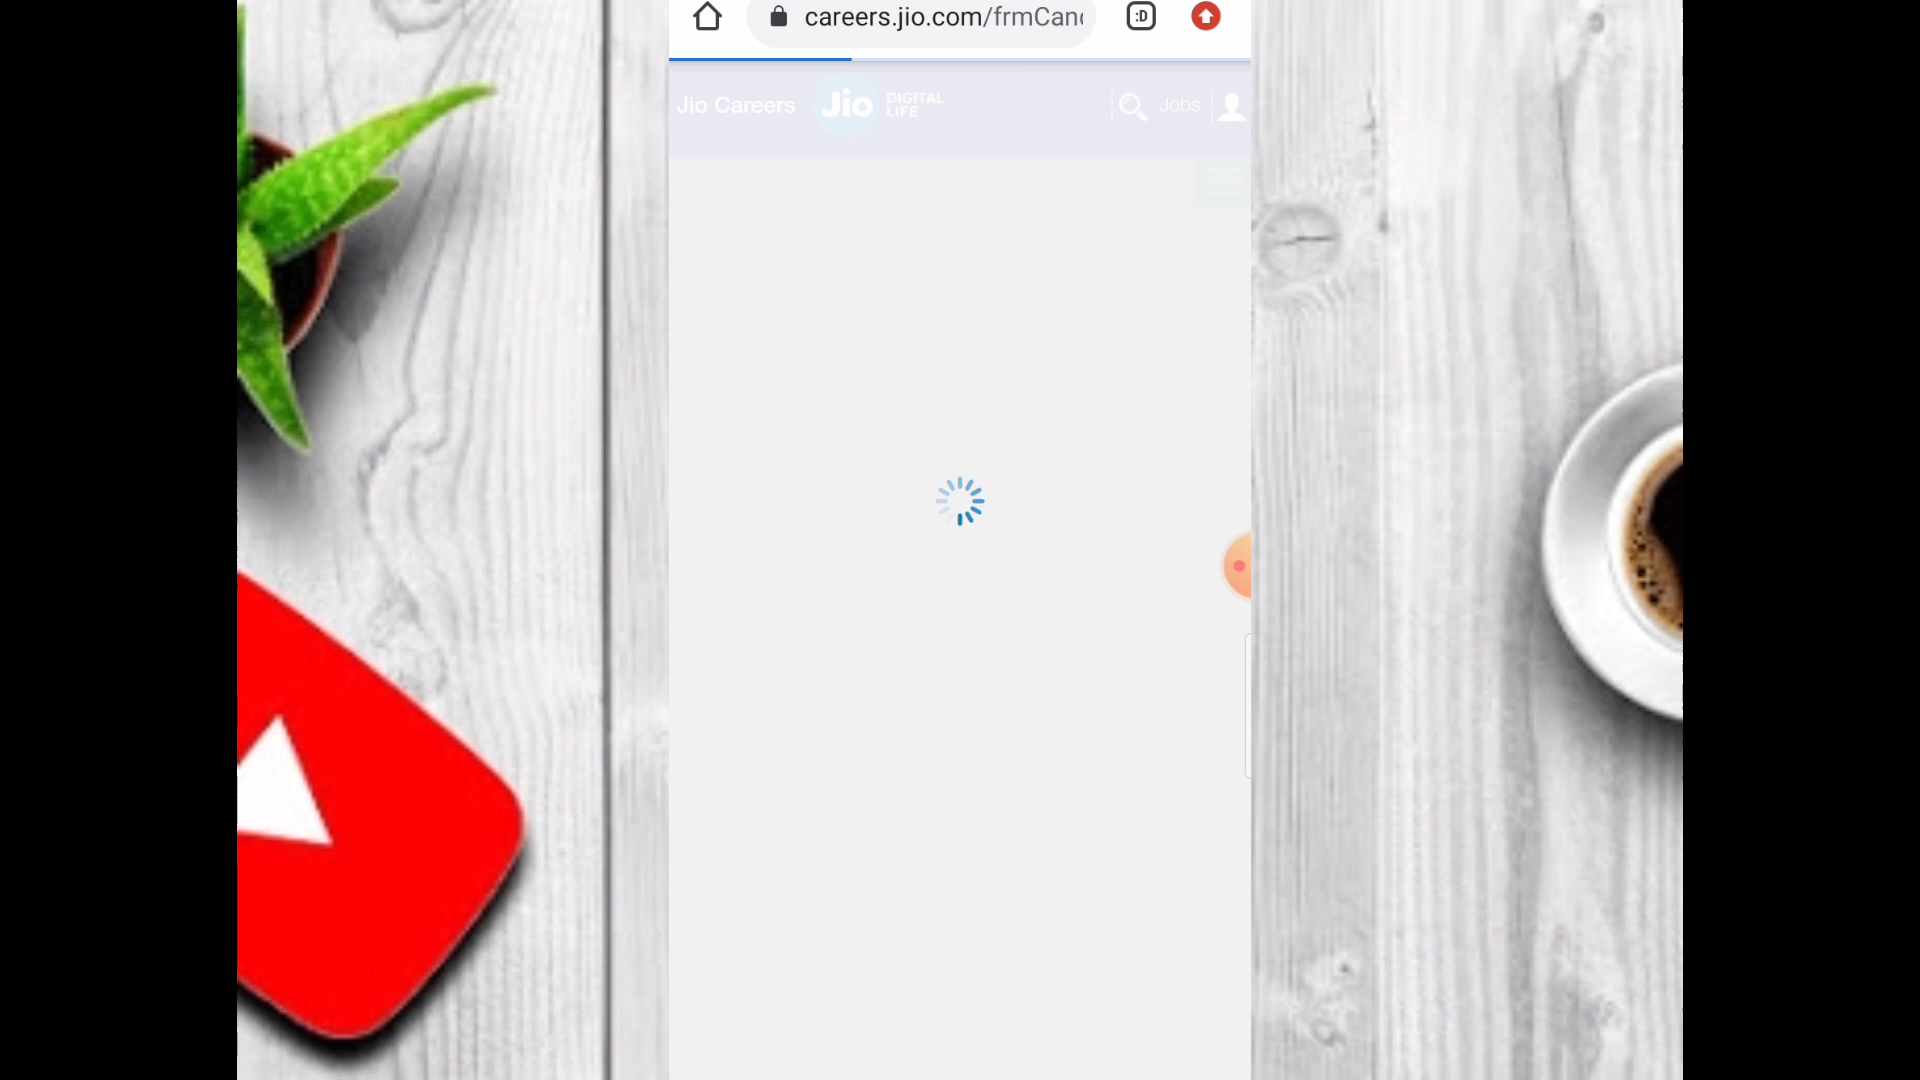 careers.jio.com/frmCan
:D
Jio Careers
Jio
DIGITAL
LIFE
Jobs